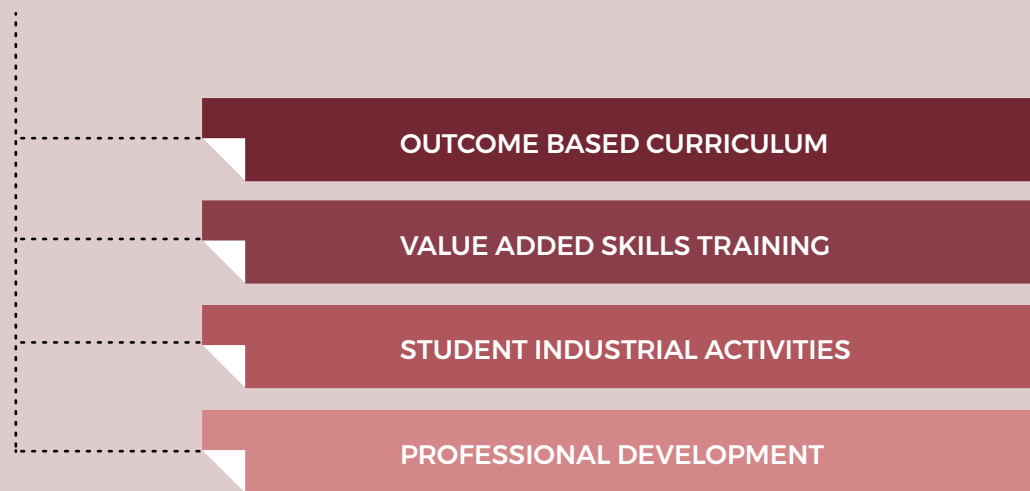 OUTCOME BASED CURRICULUM
VALUE ADDED SKILLS TRAINING
STUDENT INDUSTRIAL ACTIVITIES
PROFESSIONAL DEVELOPMENT